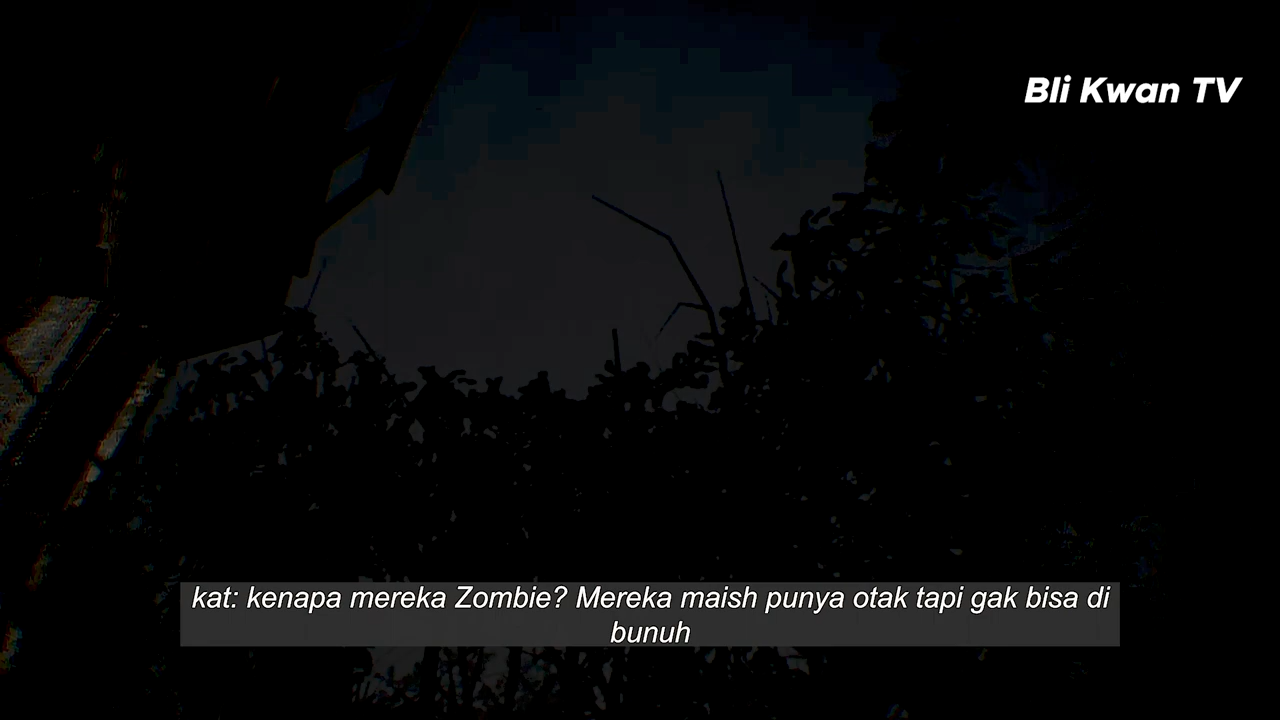 Bli Kwan TV
kat: kenapa mereka Zombie? Mereka maish punya otak tapi gak bisa di
bunuh